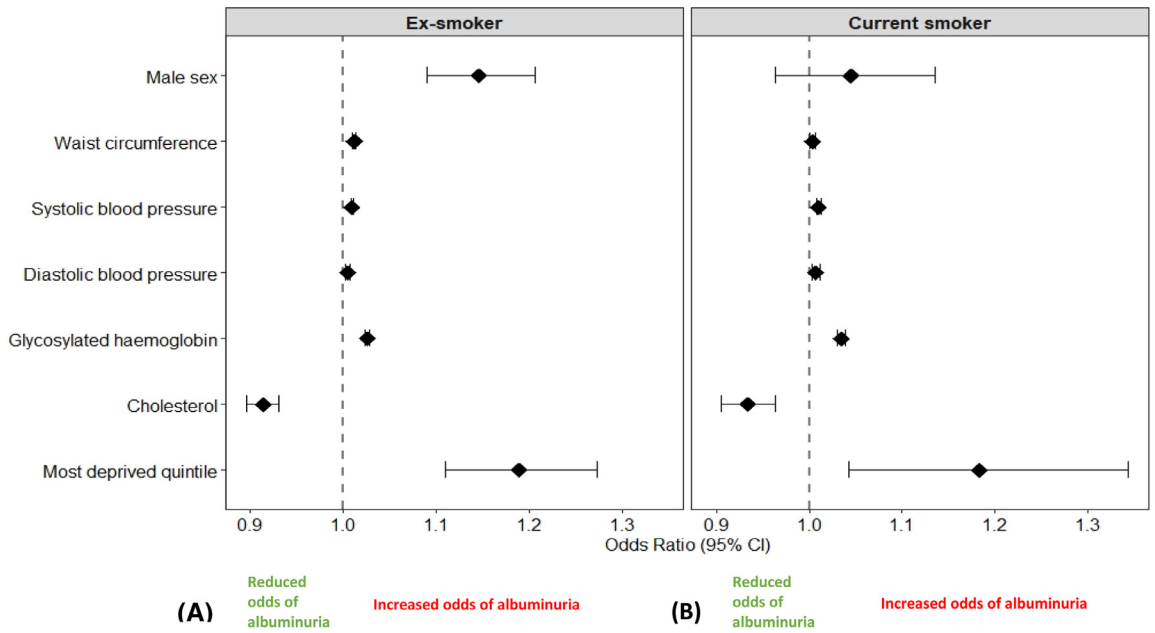 Ex-smoker
Current smoker
Male sex
Waist circumference
Systolic blood pressure
Diastolic blood pressure
Glycosylated haemoglobin
Cholesterol
Most deprived quintile
0.9 1.0 1.1 1.2 1.3
0.9 1.0 1.1 1.2 1.3
Odds Ratio (95% CI)
(A)
Reduced
odds of
albuminuria
Increased odds of albuminuria
(B)
Reduced
odds of
albuminuria
Increased odds of albuminuria